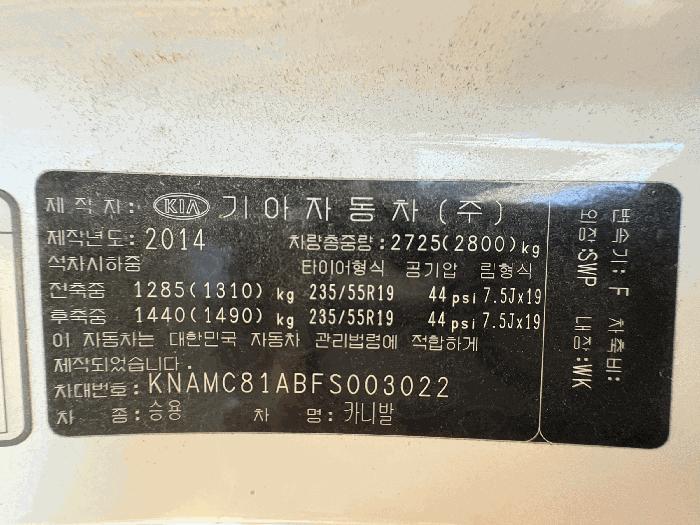 제 작 자: KIA 기 아 자 동 차 (주)
제작년도: 2014 차량총중량: 2725(2800)kg
석차시하중 타이어형식 공기압 림형식
전축중 1285(1310) kg 235/55R19 44psi 7.5Jx19
후축중 1440(1490) kg 235/55R19 44psi 7.5Jx19
이 자동차는 대한민국 자동차 관리법령에 적합하게
제작되었습니다.
차대번호: KNAMC81ABFS003022
차 종: 승용 차 명: 카니발
변속기: F 차축비:
외장:SWP 내장:WK